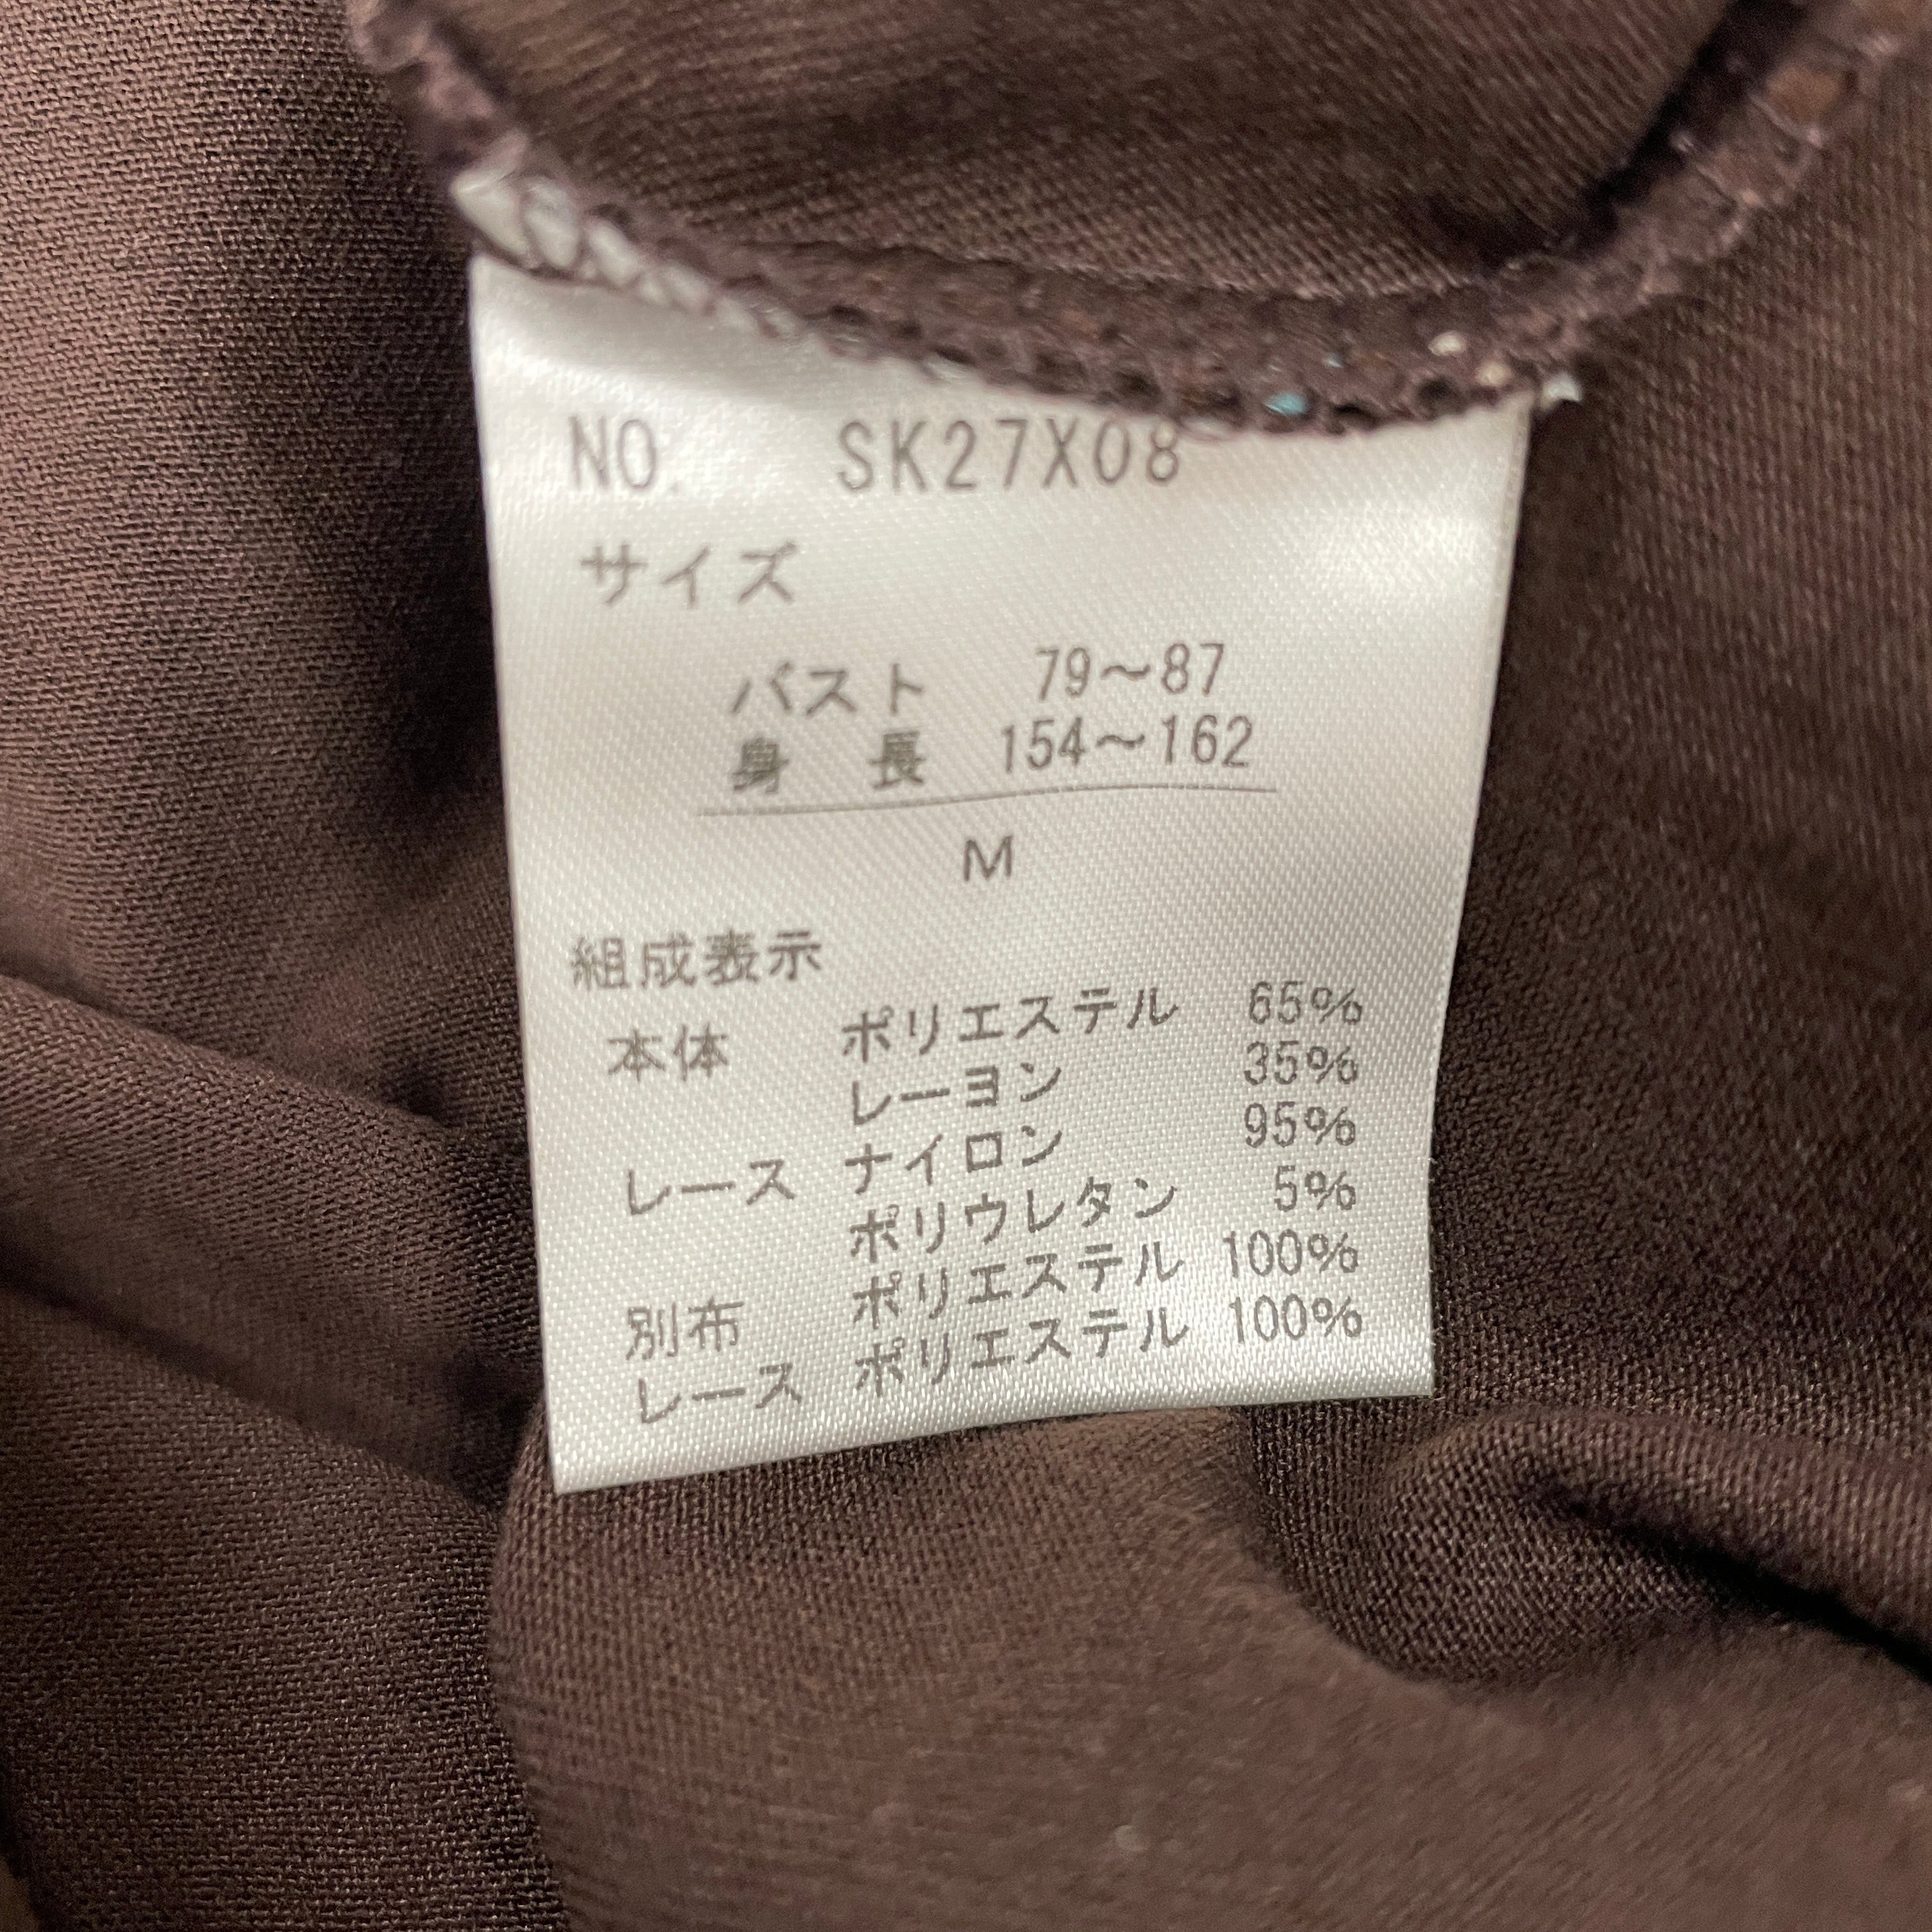 NO. SK27X08
サイズ
バスト 79～87
身長 154～162
M
組成表示
本体 ポリエステル 65%
レーヨン 35%
レース ナイロン 95%
ポリウレタン 5%
別布 ポリエステル 100%
レース ポリエステル 100%